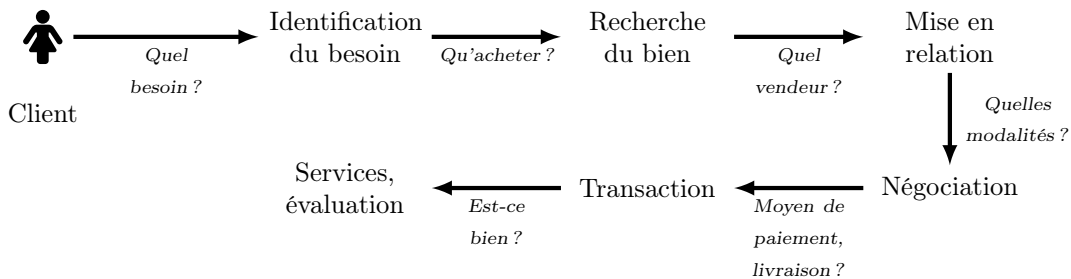 Client
Quel
besoin ?
Identification
du besoin
Qu'acheter ?
Recherche
du bien
Quel
vendeur ?
Mise en
relation
Quelles
modalités ?
Négociation
Moyen de
paiement,
livraison ?
Transaction
Est-ce
bien ?
Services,
évaluation